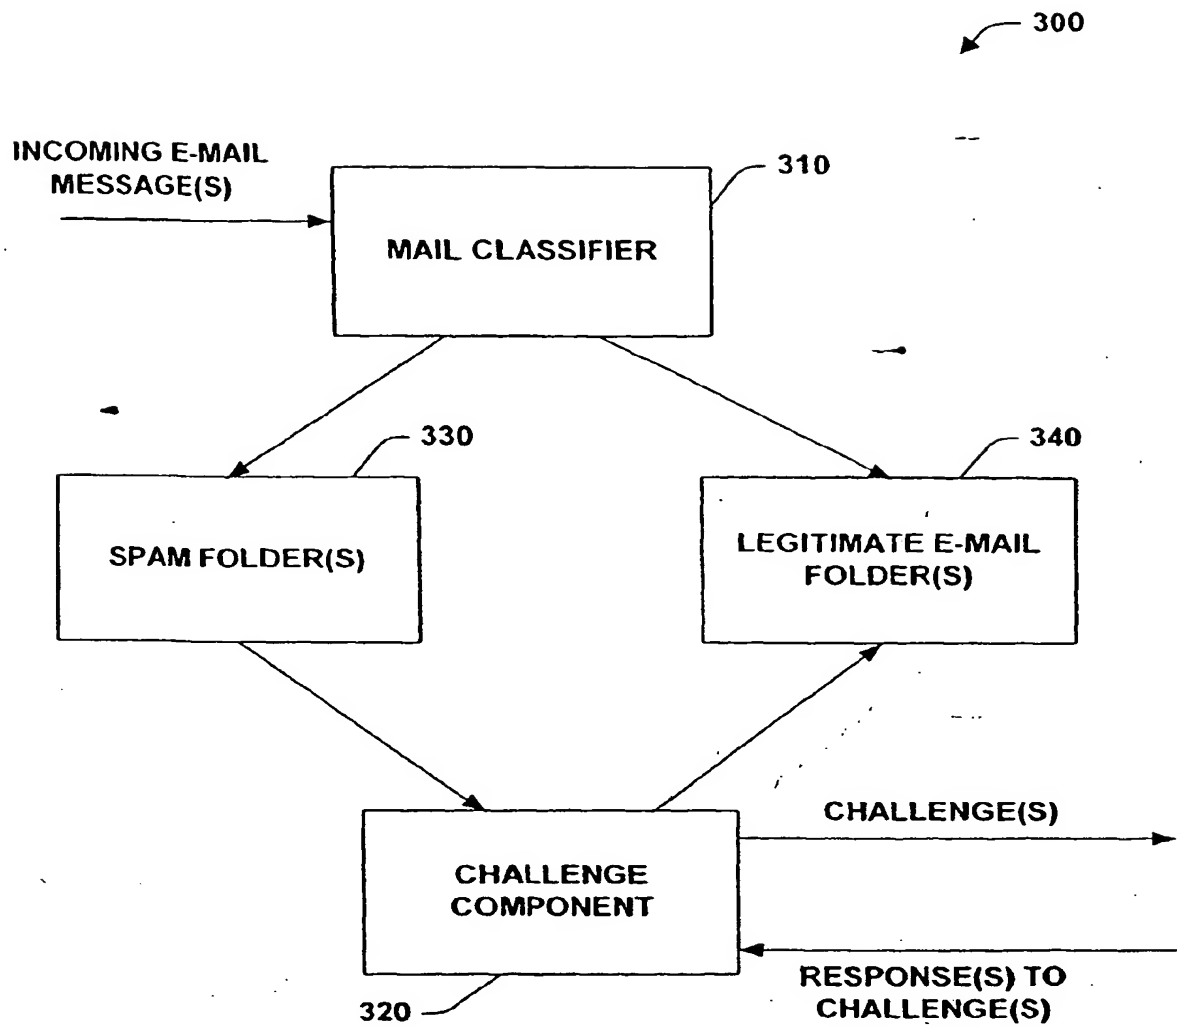 300
INCOMING E-MAIL
MESSAGE(S)
310
MAIL CLASSIFIER
330
340
SPAM FOLDER(S)
LEGITIMATE E-MAIL
FOLDER(S)
CHALLENGE(S)
CHALLENGE
COMPONENT
RESPONSE(S) TO
CHALLENGE(S)
320